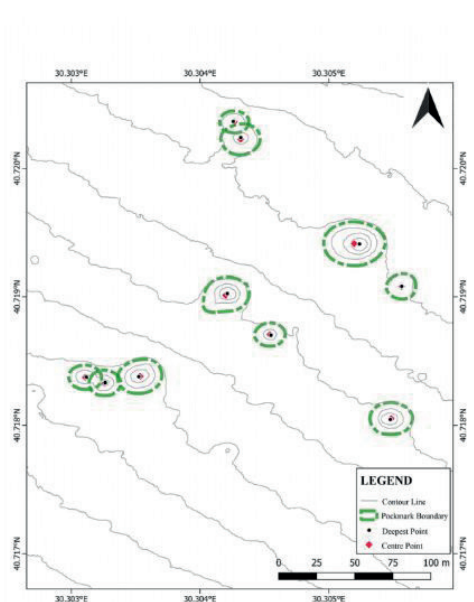 30.303°E 30.304°E 30.305°E
40.720°N 40.720°N
40.719°N 40.719°N
40.718°N 40.718°N
40.717°N 40.717°N
LEGEND
Contour Line
Pockmark Boundary
Deepest Point
Centre Point
0 25 50 75 100 m
30.303°E 30.304°E 30.305°E